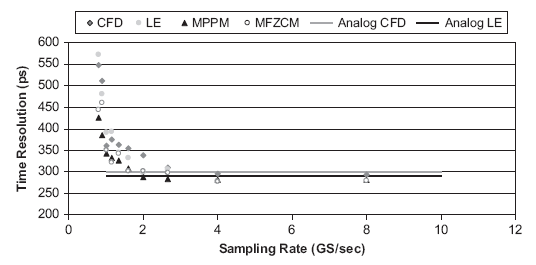 CFD LE MPPM MFZCM Analog CFD Analog LE
600
550
500
450
400
350
300
250
200
Time Resolution (ps)
0 2 4 6 8 10 12
Sampling Rate (GS/sec)